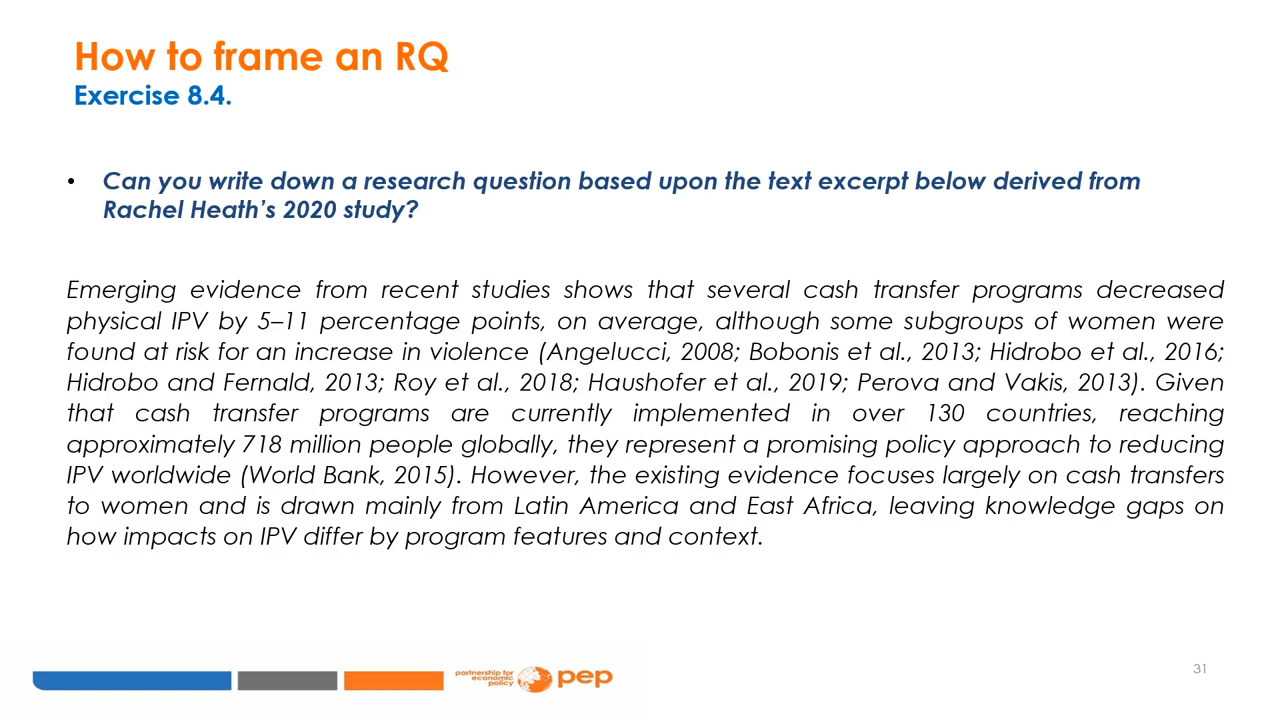 How to frame an RQ
Exercise 8.4.
• Can you write down a research question based upon the text excerpt below derived from
Rachel Heath’s 2020 study?
Emerging evidence from recent studies shows that several cash transfer programs decreased
physical IPV by 5–11 percentage points, on average, although some subgroups of women were
found at risk for an increase in violence (Angelucci, 2008; Bobonis et al., 2013; Hidrobo et al., 2016;
Hidrobo and Fernald, 2013; Roy et al., 2018; Haushofer et al., 2019; Perova and Vakis, 2013). Given
that cash transfer programs are currently implemented in over 130 countries, reaching
approximately 718 million people globally, they represent a promising policy approach to reducing
IPV worldwide (World Bank, 2015). However, the existing evidence focuses largely on cash transfers
to women and is drawn mainly from Latin America and East Africa, leaving knowledge gaps on
how impacts on IPV differ by program features and context.
partnership for
economic
policy
pep
31